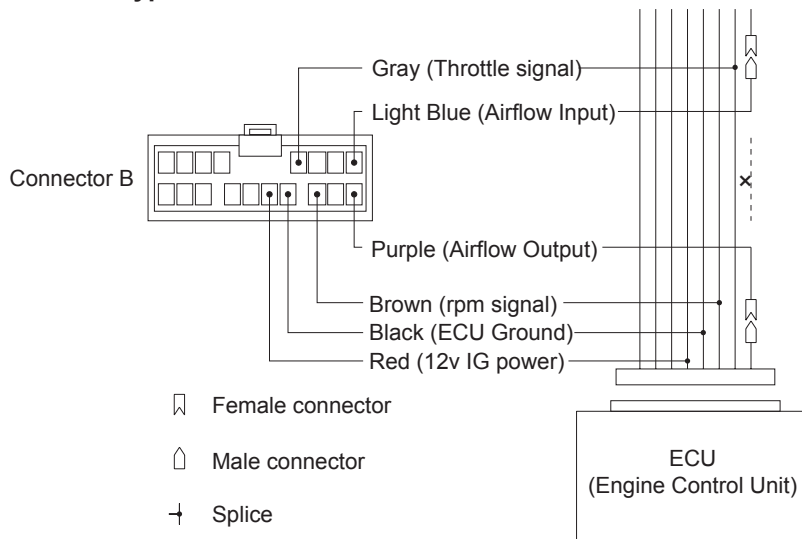 Gray (Throttle signal)
Light Blue (Airflow Input)
Connector B
Purple (Airflow Output)
Brown (rpm signal)
Black (ECU Ground)
Red (12v IG power)
Female connector
Male connector
Splice
ECU
(Engine Control Unit)